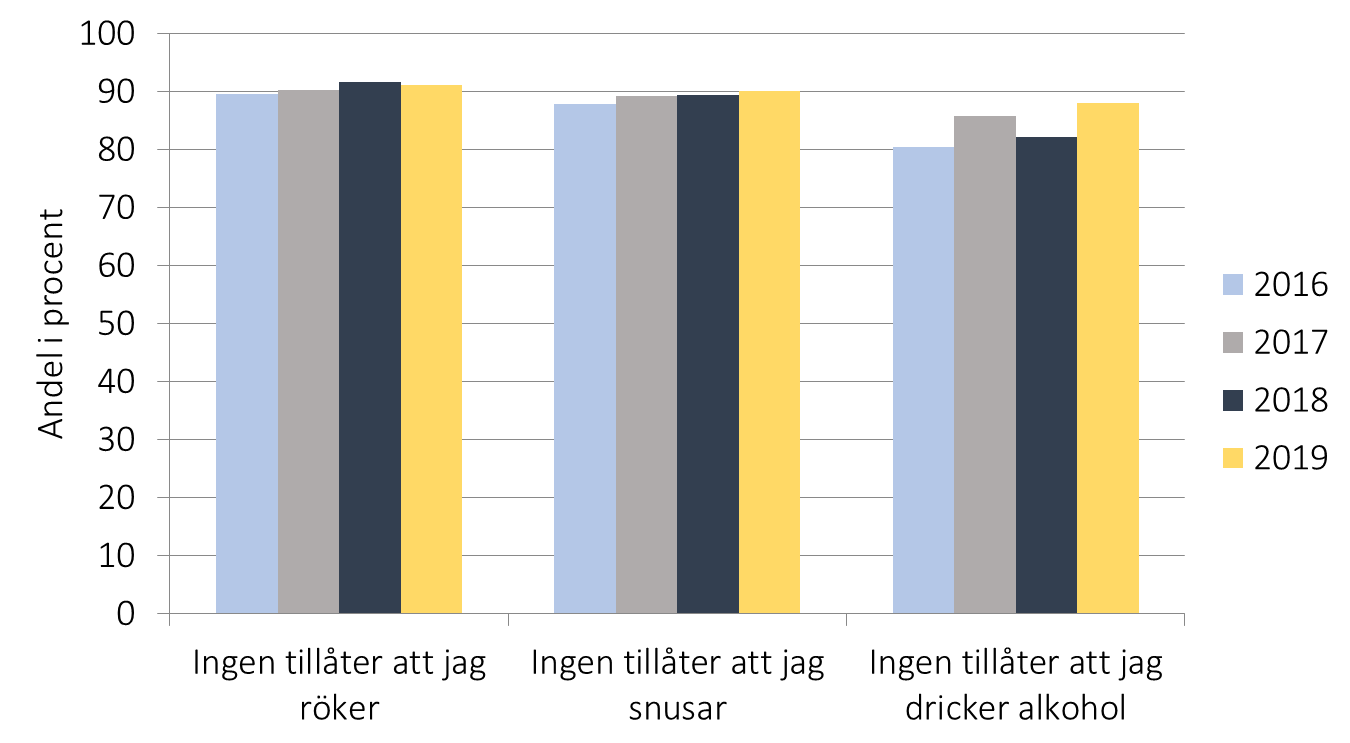 100
90
80
70
60
50
40
30
20
10
0
Andel i procent
Ingen tillåter att jag
röker
Ingen tillåter att jag
snusar
Ingen tillåter att jag
dricker alkohol
2016
2017
2018
2019